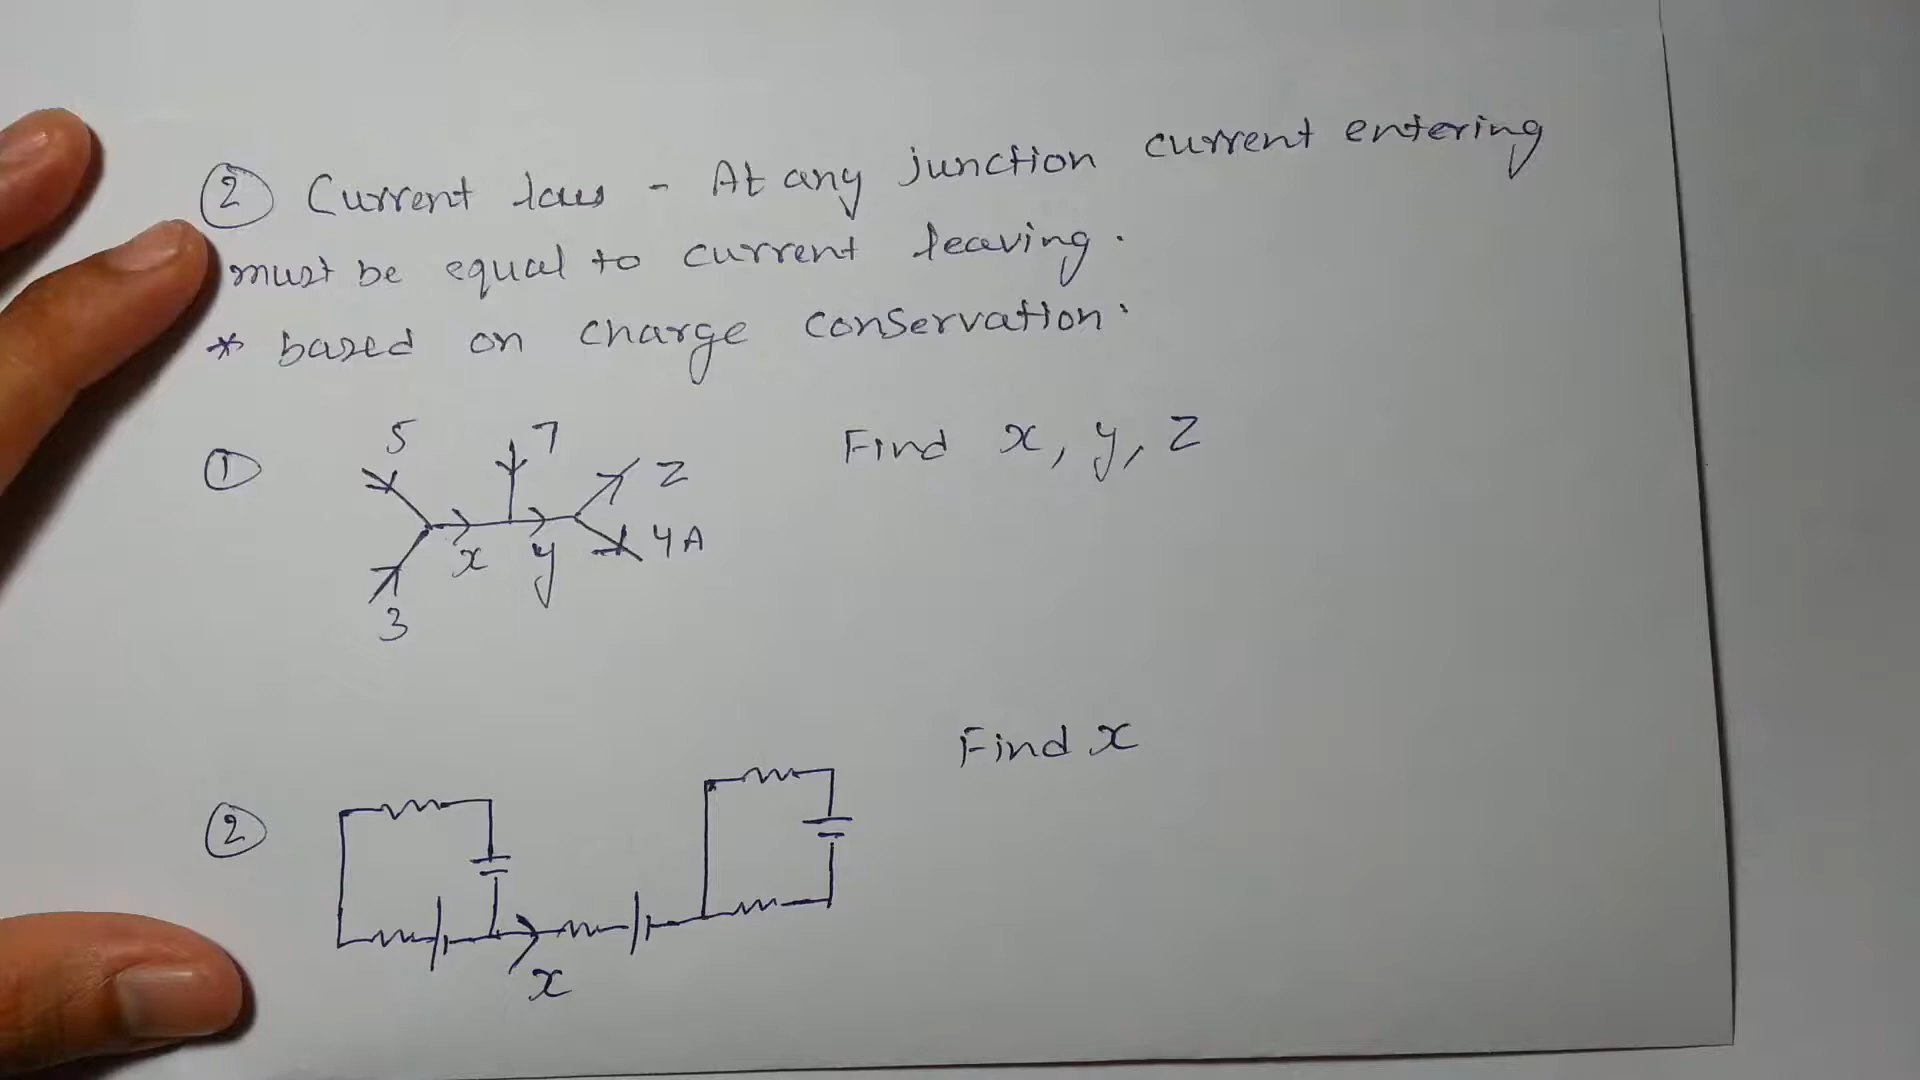 ② Current law - At any junction current entering
must be equal to current leaving.
* based on charge conservation.
① Find x, y, z
5
7
z
x
y
4A
3
② Find x
x